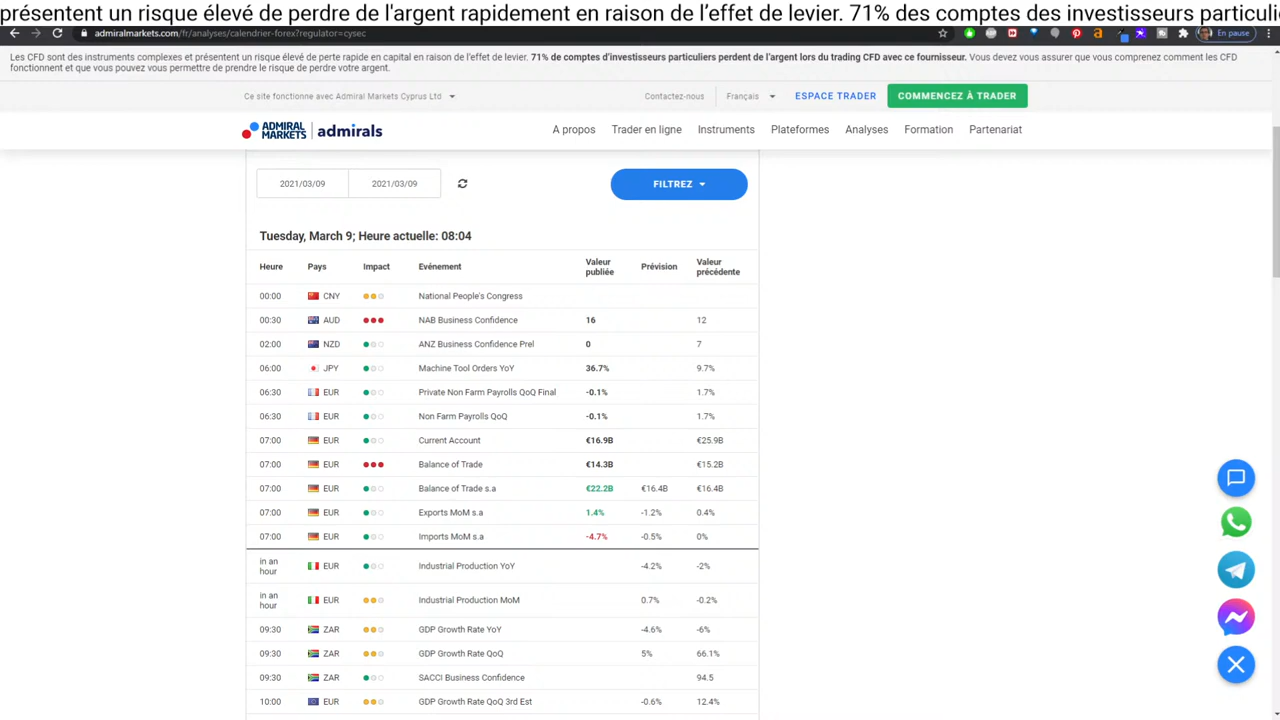 présentent un risque élevé de perdre de l'argent rapidement en raison de l’effet de levier. 71% des comptes des investisseurs particuli
admiralmarkets.com/fr/analyses/calendrier-forex?regulator=cysec
En pause
Les CFD sont des instruments complexes et présentent un risque élevé de perte rapide en capital en raison de l'effet de levier. 71% de comptes d'investisseurs particuliers perdent de l'argent lors du trading CFD avec ce fournisseur. Vous devez vous assurer que vous comprenez comment les CFD
fonctionnent et que vous pouvez vous permettre de prendre le risque de perdre votre argent.
Ce site fonctionne avec Admiral Markets Cyprus Ltd Contactez-nous Français ESPACE TRADER COMMENCEZ À TRADER
ADMIRAL MARKETS admirals A propos Trader en ligne Instruments Plateformes Analyses Formation Partenariat
2021/03/09 2021/03/09 FILTREZ
Tuesday, March 9; Heure actuelle: 08:04
Heure Pays Impact Evénement Valeur publiée Prévision Valeur précédente
00:00 CNY National People's Congress
00:30 AUD NAB Business Confidence 16 12
02:00 NZD ANZ Business Confidence Prel 0 7
06:00 JPY Machine Tool Orders YoY 36.7% 9.7%
06:30 EUR Private Non Farm Payrolls QoQ Final -0.1% 1.7%
06:30 EUR Non Farm Payrolls QoQ -0.1% 1.7%
07:00 EUR Current Account €16.9B €25.9B
07:00 EUR Balance of Trade €14.3B €15.2B
07:00 EUR Balance of Trade s.a €22.2B €16.4B €16.4B
07:00 EUR Exports MoM s.a 1.4% -1.2% 0.4%
07:00 EUR Imports MoM s.a -4.7% -0.5% 0%
in an hour EUR Industrial Production YoY -4.2% -2%
in an hour EUR Industrial Production MoM 0.7% -0.2%
09:30 ZAR GDP Growth Rate YoY -4.6% -6%
09:30 ZAR GDP Growth Rate QoQ 5% 66.1%
09:30 ZAR SACCI Business Confidence 94.5
10:00 EUR GDP Growth Rate QoQ 3rd Est -0.6% 12.4%